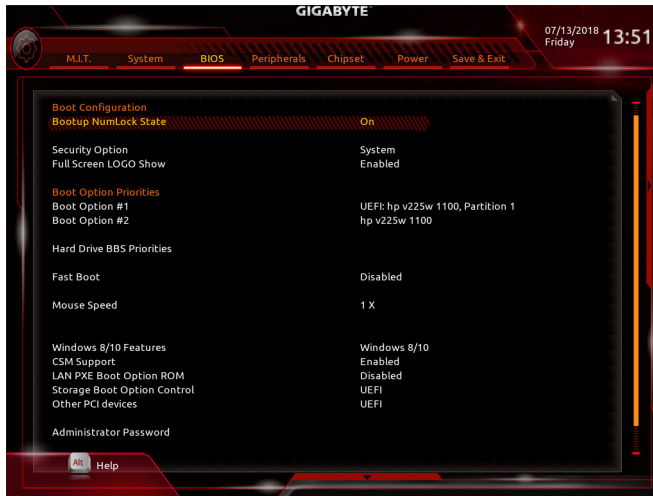 GIGABYTE
07/13/2018 13:51
Friday
M.I.T. System BIOS Peripherals Chipset Power Save & Exit
Boot Configuration
Bootup NumLock State On
Security Option System
Full Screen LOGO Show Enabled
Boot Option Priorities
Boot Option #1 UEFI: hp v225w 1100, Partition 1
Boot Option #2 hp v225w 1100
Hard Drive BBS Priorities
Fast Boot Disabled
Mouse Speed 1 X
Windows 8/10 Features Windows 8/10
CSM Support Enabled
LAN PXE Boot Option ROM Disabled
Storage Boot Option Control UEFI
Other PCI devices UEFI
Administrator Password
Alt Help